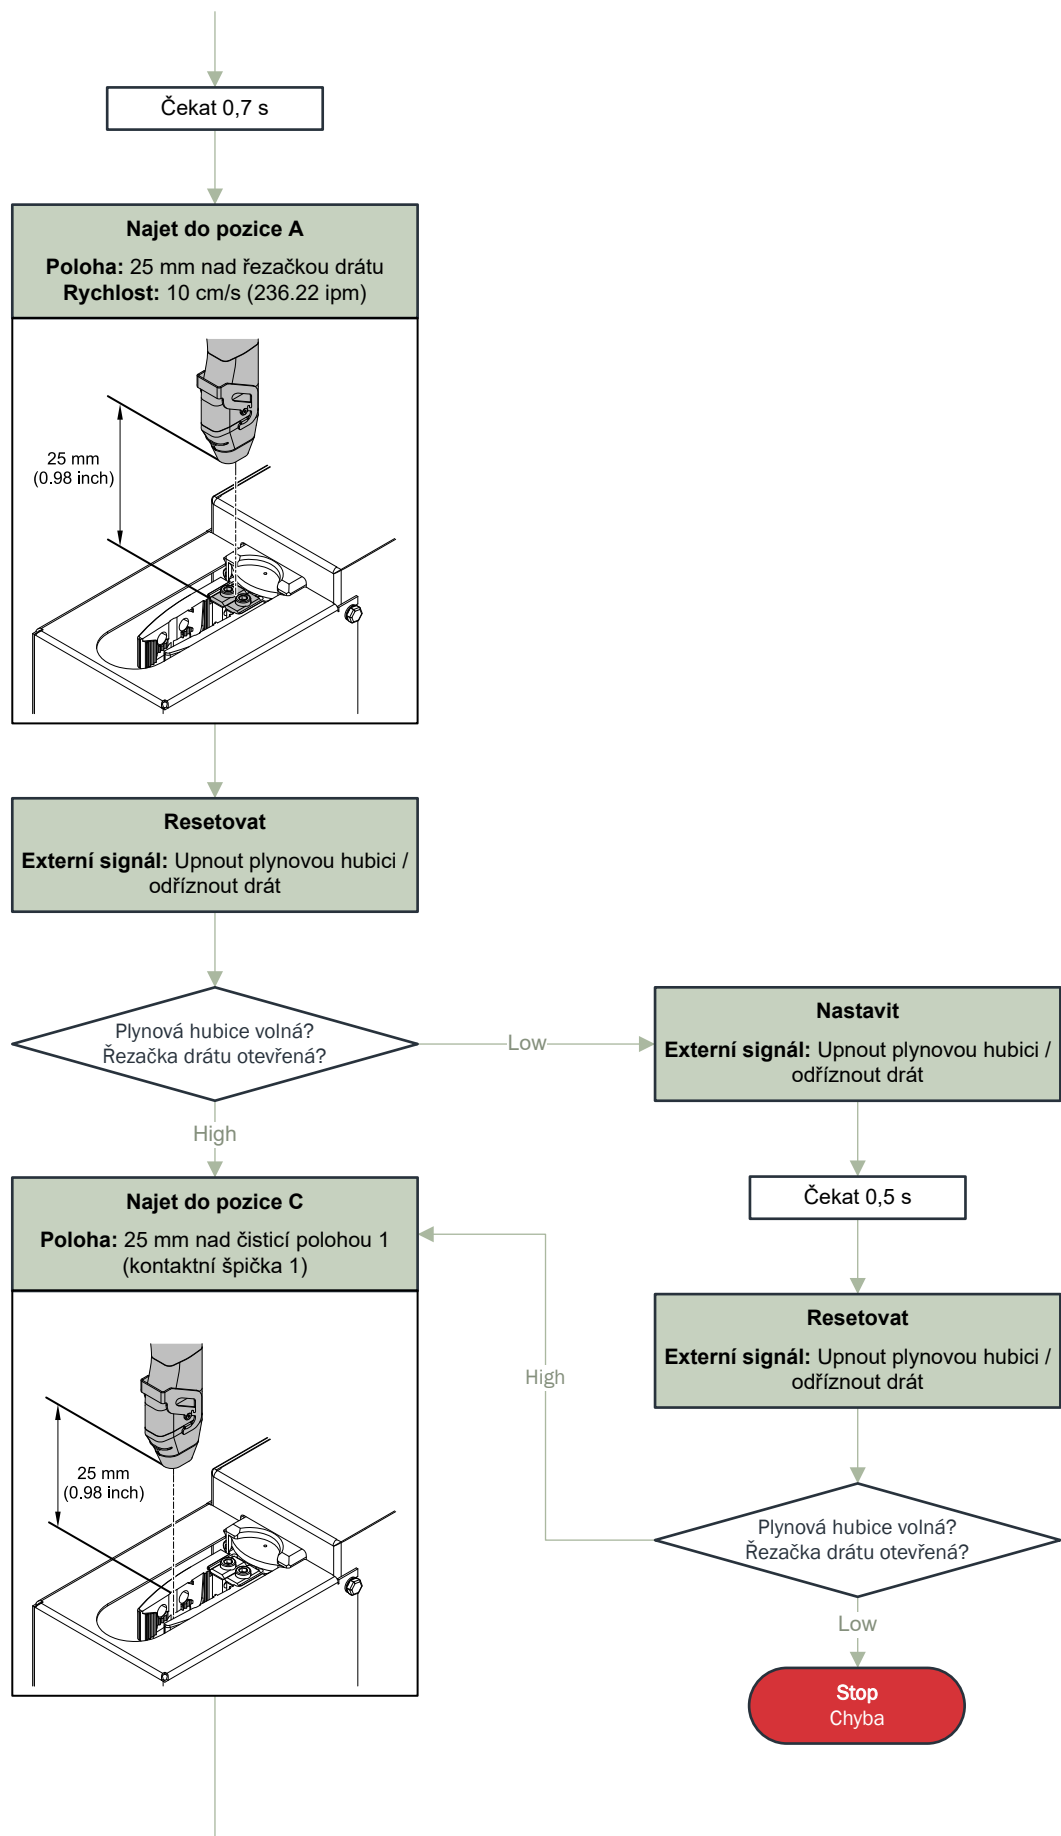 Čekat 0,7 s
Najet do pozice A
Poloha: 25 mm nad řezačkou drátu
Rychlost: 10 cm/s (236.22 ipm)
25 mm
(0.98 inch)
Resetovat
Externí signál: Upnout plynovou hubici /
odříznout drát
Plynová hubice volná?
Řezačka drátu otevřená?
Low
Nastavit
Externí signál: Upnout plynovou hubici /
odříznout drát
High
Čekat 0,5 s
Najet do pozice C
Poloha: 25 mm nad čisticí polohou 1
(kontaktní špička 1)
Resetovat
Externí signál: Upnout plynovou hubici /
odříznout drát
High
25 mm
(0.98 inch)
Plynová hubice volná?
Řezačka drátu otevřená?
Low
Stop
Chyba